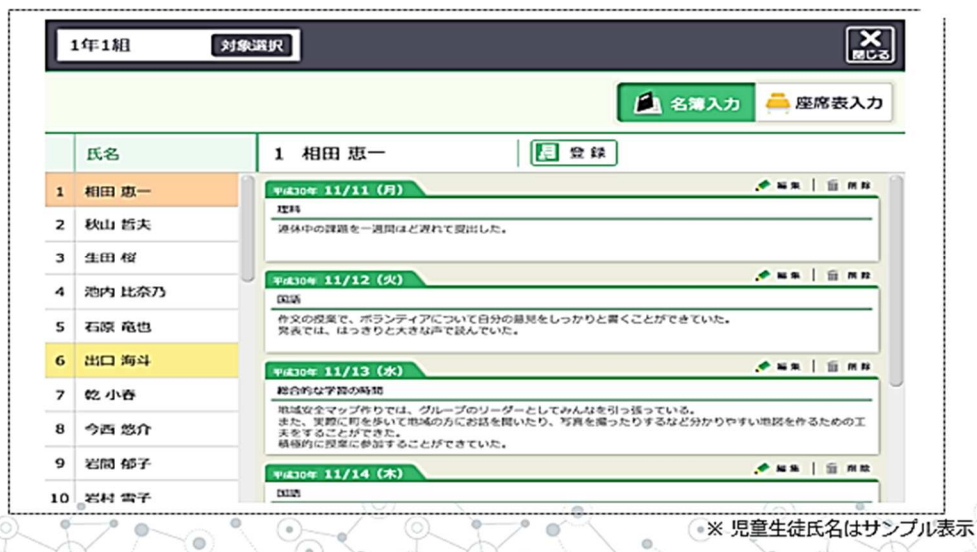 1年1組
対象選択
閉じる
名簿入力
座席表入力
氏名
1 相田 恵一
登録
1 相田 恵一
2 秋山 哲夫
3 生田 桜
4 池内 比奈乃
5 石原 竜也
6 出口 海斗
7 乾 小春
8 今西 悠介
9 岩間 郁子
10 岩村 雪子
平成30年 11/11 (月)
編集
削除
理科
連休中の課題を一週間ほど遅れて提出した。
平成30年 11/12 (火)
編集
削除
国語
作文の授業で、ボランティアについて自分の意見をしっかりと書くことができていた。
発表では、はっきりと大きな声で読んでいた。
平成30年 11/13 (水)
編集
削除
総合的な学習の時間
地域安全マップ作りでは、グループのリーダーとしてみんなを引っ張っている。
また、実際に町を歩いて地域の方にお話を聞いたり、写真を撮ったりするなど分かりやすい地図を作るための工
夫をすることができた。
積極的に授業に参加することができていた。
平成30年 11/14 (木)
編集
削除
国語
※ 児童生徒氏名はサンプル表示